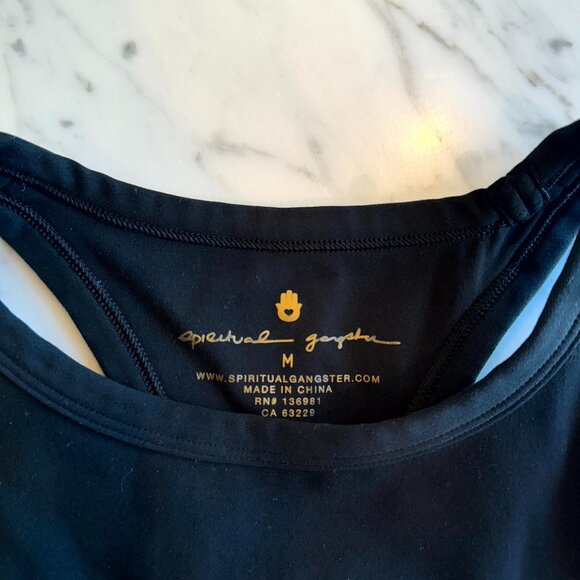 spiritual gangster
M
WWW.SPIRITUALGANGSTER.COM
MADE IN CHINA
RN# 136981
CA 63229